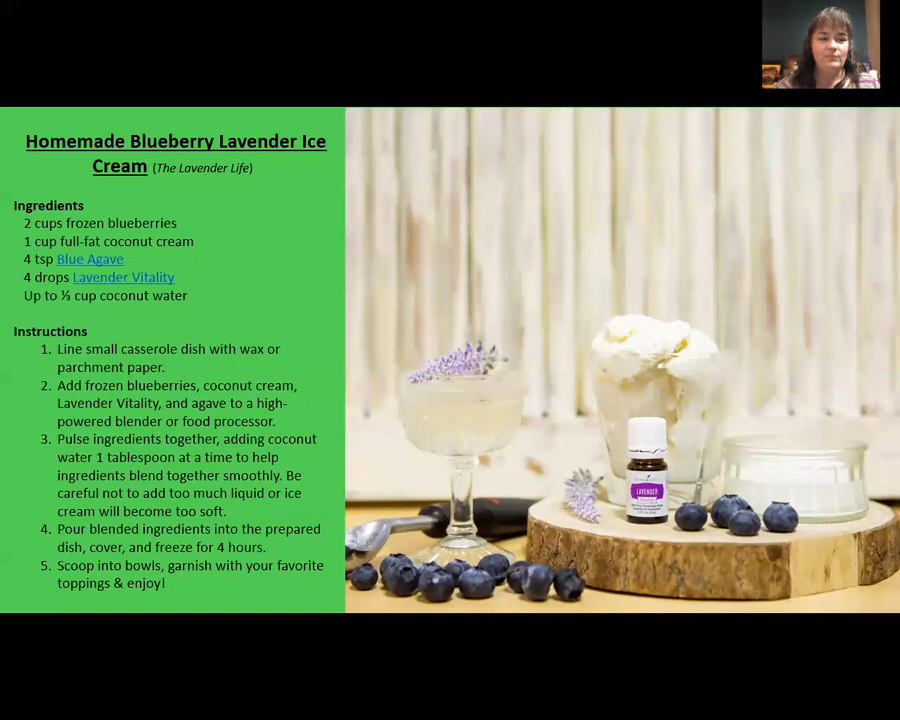 Homemade Blueberry Lavender Ice
Cream (The Lavender Life)
Ingredients
2 cups frozen blueberries
1 cup full-fat coconut cream
4 tsp Blue Agave
4 drops Lavender Vitality
Up to ⅓ cup coconut water
Instructions
1. Line small casserole dish with wax or
parchment paper.
2. Add frozen blueberries, coconut cream,
Lavender Vitality, and agave to a high-
powered blender or food processor.
3. Pulse ingredients together, adding coconut
water 1 tablespoon at a time to help
ingredients blend together smoothly. Be
careful not to add too much liquid or ice
cream will become too soft.
4. Pour blended ingredients into the prepared
dish, cover, and freeze for 4 hours.
5. Scoop into bowls, garnish with your favorite
toppings & enjoy!
LAVENDER